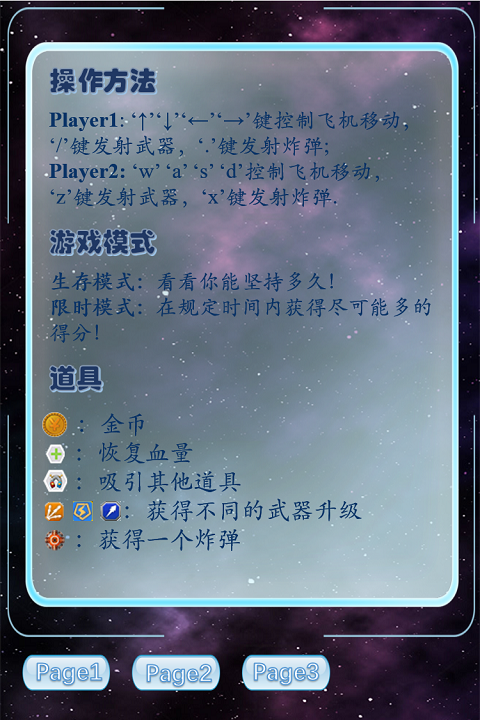 操作方法
Player1: ‘↑’‘↓’‘←’‘→’键控制飞机移动,
‘/’键发射武器, ‘.’键发射炸弹;
Player2: ‘w’ ‘a’ ‘s’ ‘d’控制飞机移动,
‘z’键发射武器, ‘x’键发射炸弹.
游戏模式
生存模式: 看看你能坚持多久!
限时模式: 在规定时间内获得尽可能多的
得分!
道具
: 金币
: 恢复血量
: 吸引其他道具
: 获得不同的武器升级
: 获得一个炸弹
Page1 Page2 Page3